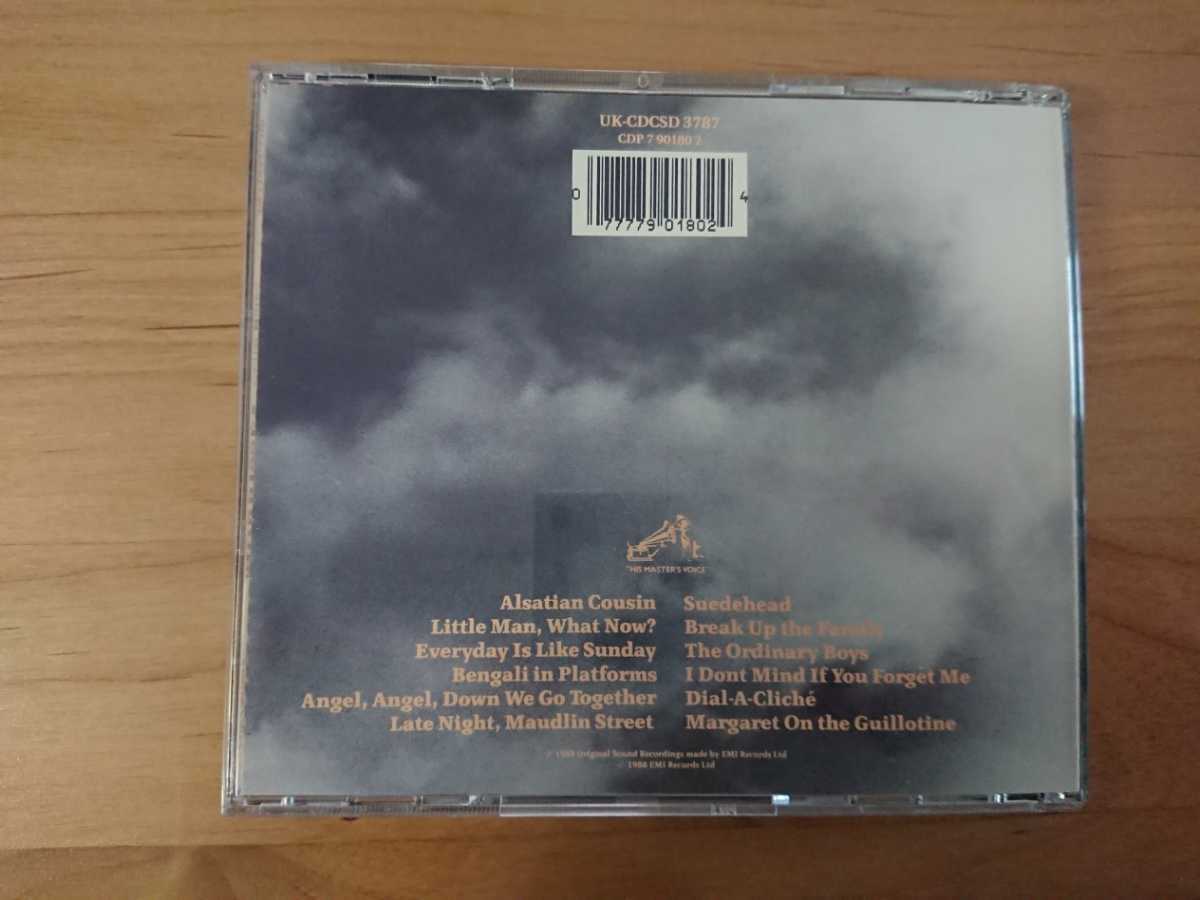 UK-CDCSD 3787
CDP 7 90180 2
0 77779 01802 4
"HIS MASTER'S VOICE"
Alsatian Cousin
Little Man, What Now?
Everyday Is Like Sunday
Bengali in Platforms
Angel, Angel, Down We Go Together
Late Night, Maudlin Street
Suedehead
Break Up the Family
The Ordinary Boys
I Dont Mind If You Forget Me
Dial-A-Cliché
Margaret On the Guillotine
℗ 1988 Original Sound Recordings made by EMI Records Ltd
© 1988 EMI Records Ltd